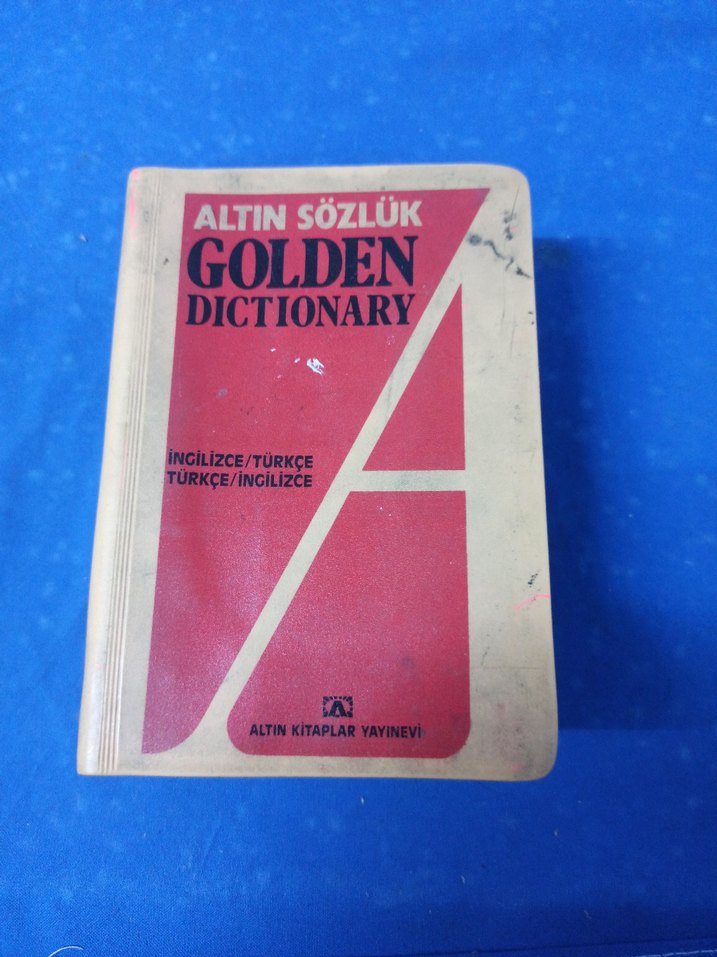 ALTIN SÖZLÜK
GOLDEN
DICTIONARY
İNGİLİZCE/TÜRKÇE
TÜRKÇE/İNGİLİZCE
ALTIN KİTAPLAR YAYINEVİ